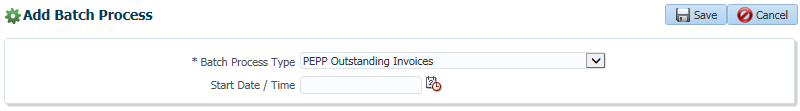 Add Batch Process Save Cancel
* Batch Process Type PEPP Outstanding Invoices
Start Date / Time